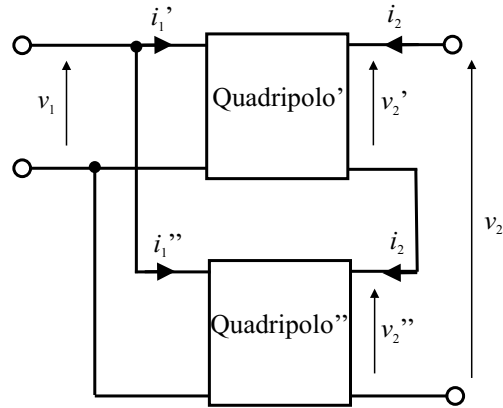 i₁’
i₂
v₁
Quadripolo’
v₂’
v₂
i₁’’
i₂
Quadripolo’’
v₂’’